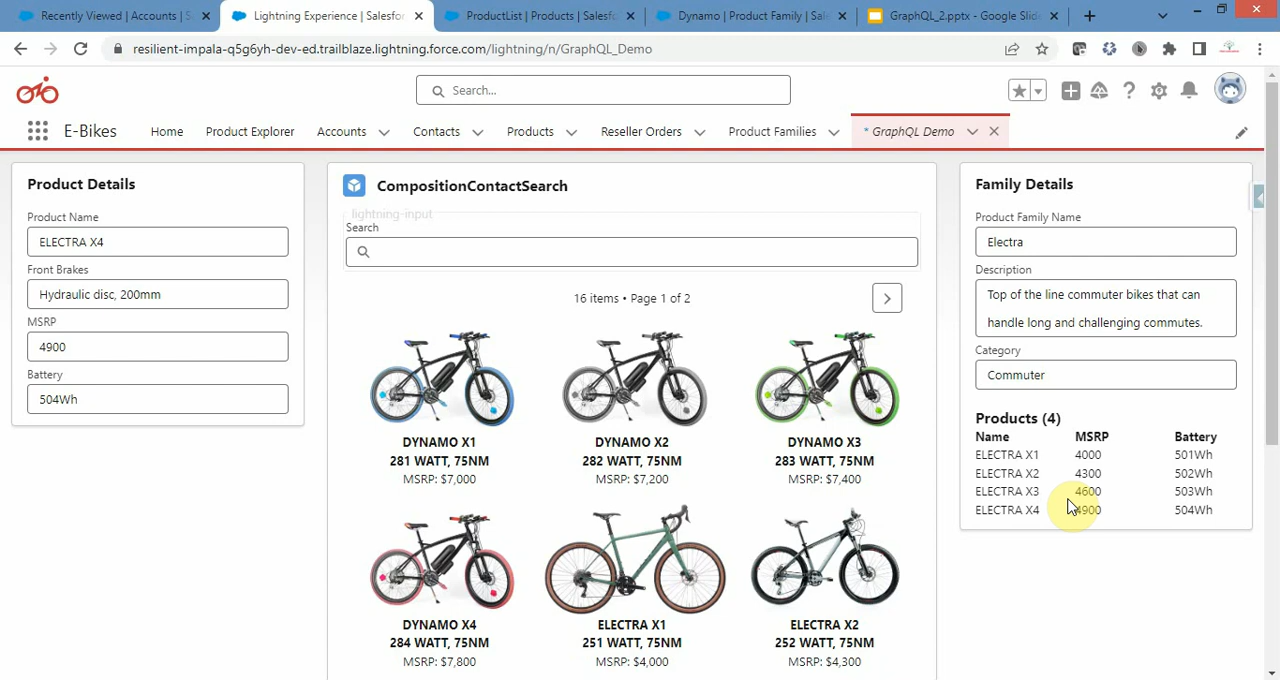 Recently Viewed | Accounts | S
Lightning Experience | Salesfor
ProductList | Products | Salesfo
Dynamo | Product Family | Sal
GraphQL_2.pptx - Google Slide
resilient-impala-q5g6yh-dev-ed.trailblaze.lightning.force.com/lightning/n/GraphQL_Demo
Search...
E-Bikes
Home
Product Explorer
Accounts
Contacts
Products
Reseller Orders
Product Families
* GraphQL Demo
Product Details
Product Name
ELECTRA X4
Front Brakes
Hydraulic disc, 200mm
MSRP
4900
Battery
504Wh
CompositionContactSearch
lightning-input
Search
16 items • Page 1 of 2
DYNAMO X1
281 WATT, 75NM
MSRP: $7,000
DYNAMO X2
282 WATT, 75NM
MSRP: $7,200
DYNAMO X3
283 WATT, 75NM
MSRP: $7,400
DYNAMO X4
284 WATT, 75NM
MSRP: $7,800
ELECTRA X1
251 WATT, 75NM
MSRP: $4,000
ELECTRA X2
252 WATT, 75NM
MSRP: $4,300
Family Details
Product Family Name
Electra
Description
Top of the line commuter bikes that can
handle long and challenging commutes.
Category
Commuter
Products (4)
Name MSRP Battery
ELECTRA X1 4000 501Wh
ELECTRA X2 4300 502Wh
ELECTRA X3 4600 503Wh
ELECTRA X4 4900 504Wh